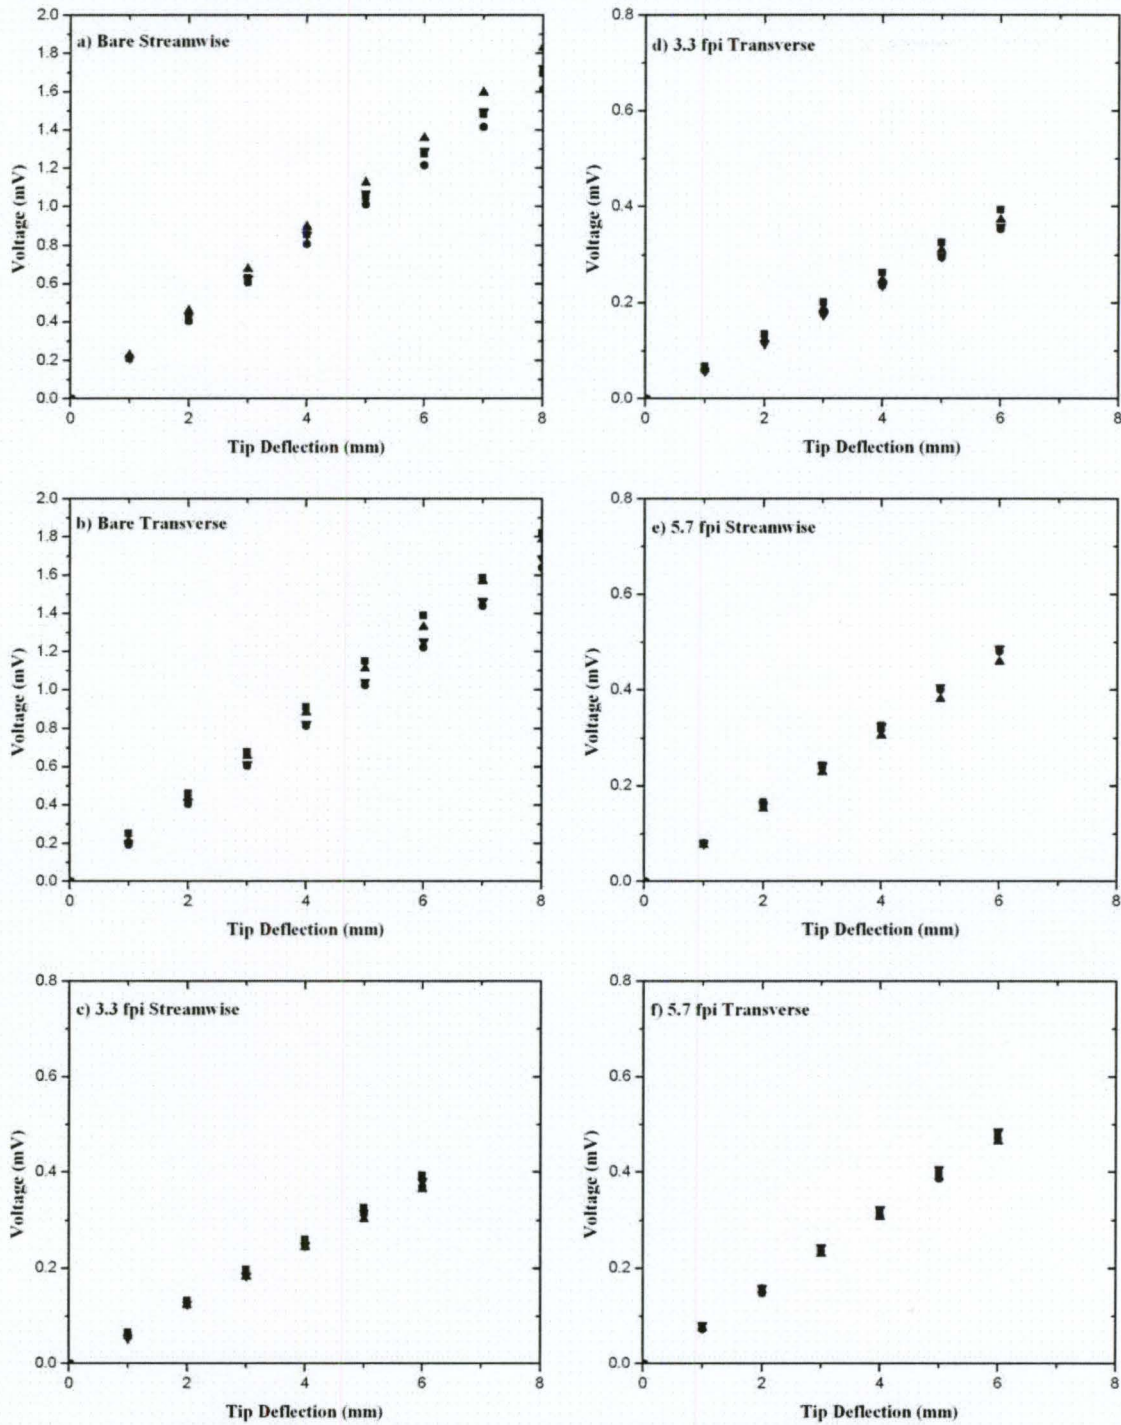 a) Bare Streamwise
2.0
1.8
1.6
1.4
1.2
1.0
0.8
0.6
0.4
0.2
0.0
Voltage (mV)
0 2 4 6 8
Tip Deflection (mm)
b) Bare Transverse
2.0
1.8
1.6
1.4
1.2
1.0
0.8
0.6
0.4
0.2
0.0
Voltage (mV)
0 2 4 6 8
Tip Deflection (mm)
c) 3.3 fpi Streamwise
0.8
0.6
0.4
0.2
0.0
Voltage (mV)
0 2 4 6 8
Tip Deflection (mm)
d) 3.3 fpi Transverse
0.8
0.6
0.4
0.2
0.0
Voltage (mV)
0 2 4 6 8
Tip Deflection (mm)
e) 5.7 fpi Streamwise
0.8
0.6
0.4
0.2
0.0
Voltage (mV)
0 2 4 6 8
Tip Deflection (mm)
f) 5.7 fpi Transverse
0.8
0.6
0.4
0.2
0.0
Voltage (mV)
0 2 4 6 8
Tip Deflection (mm)